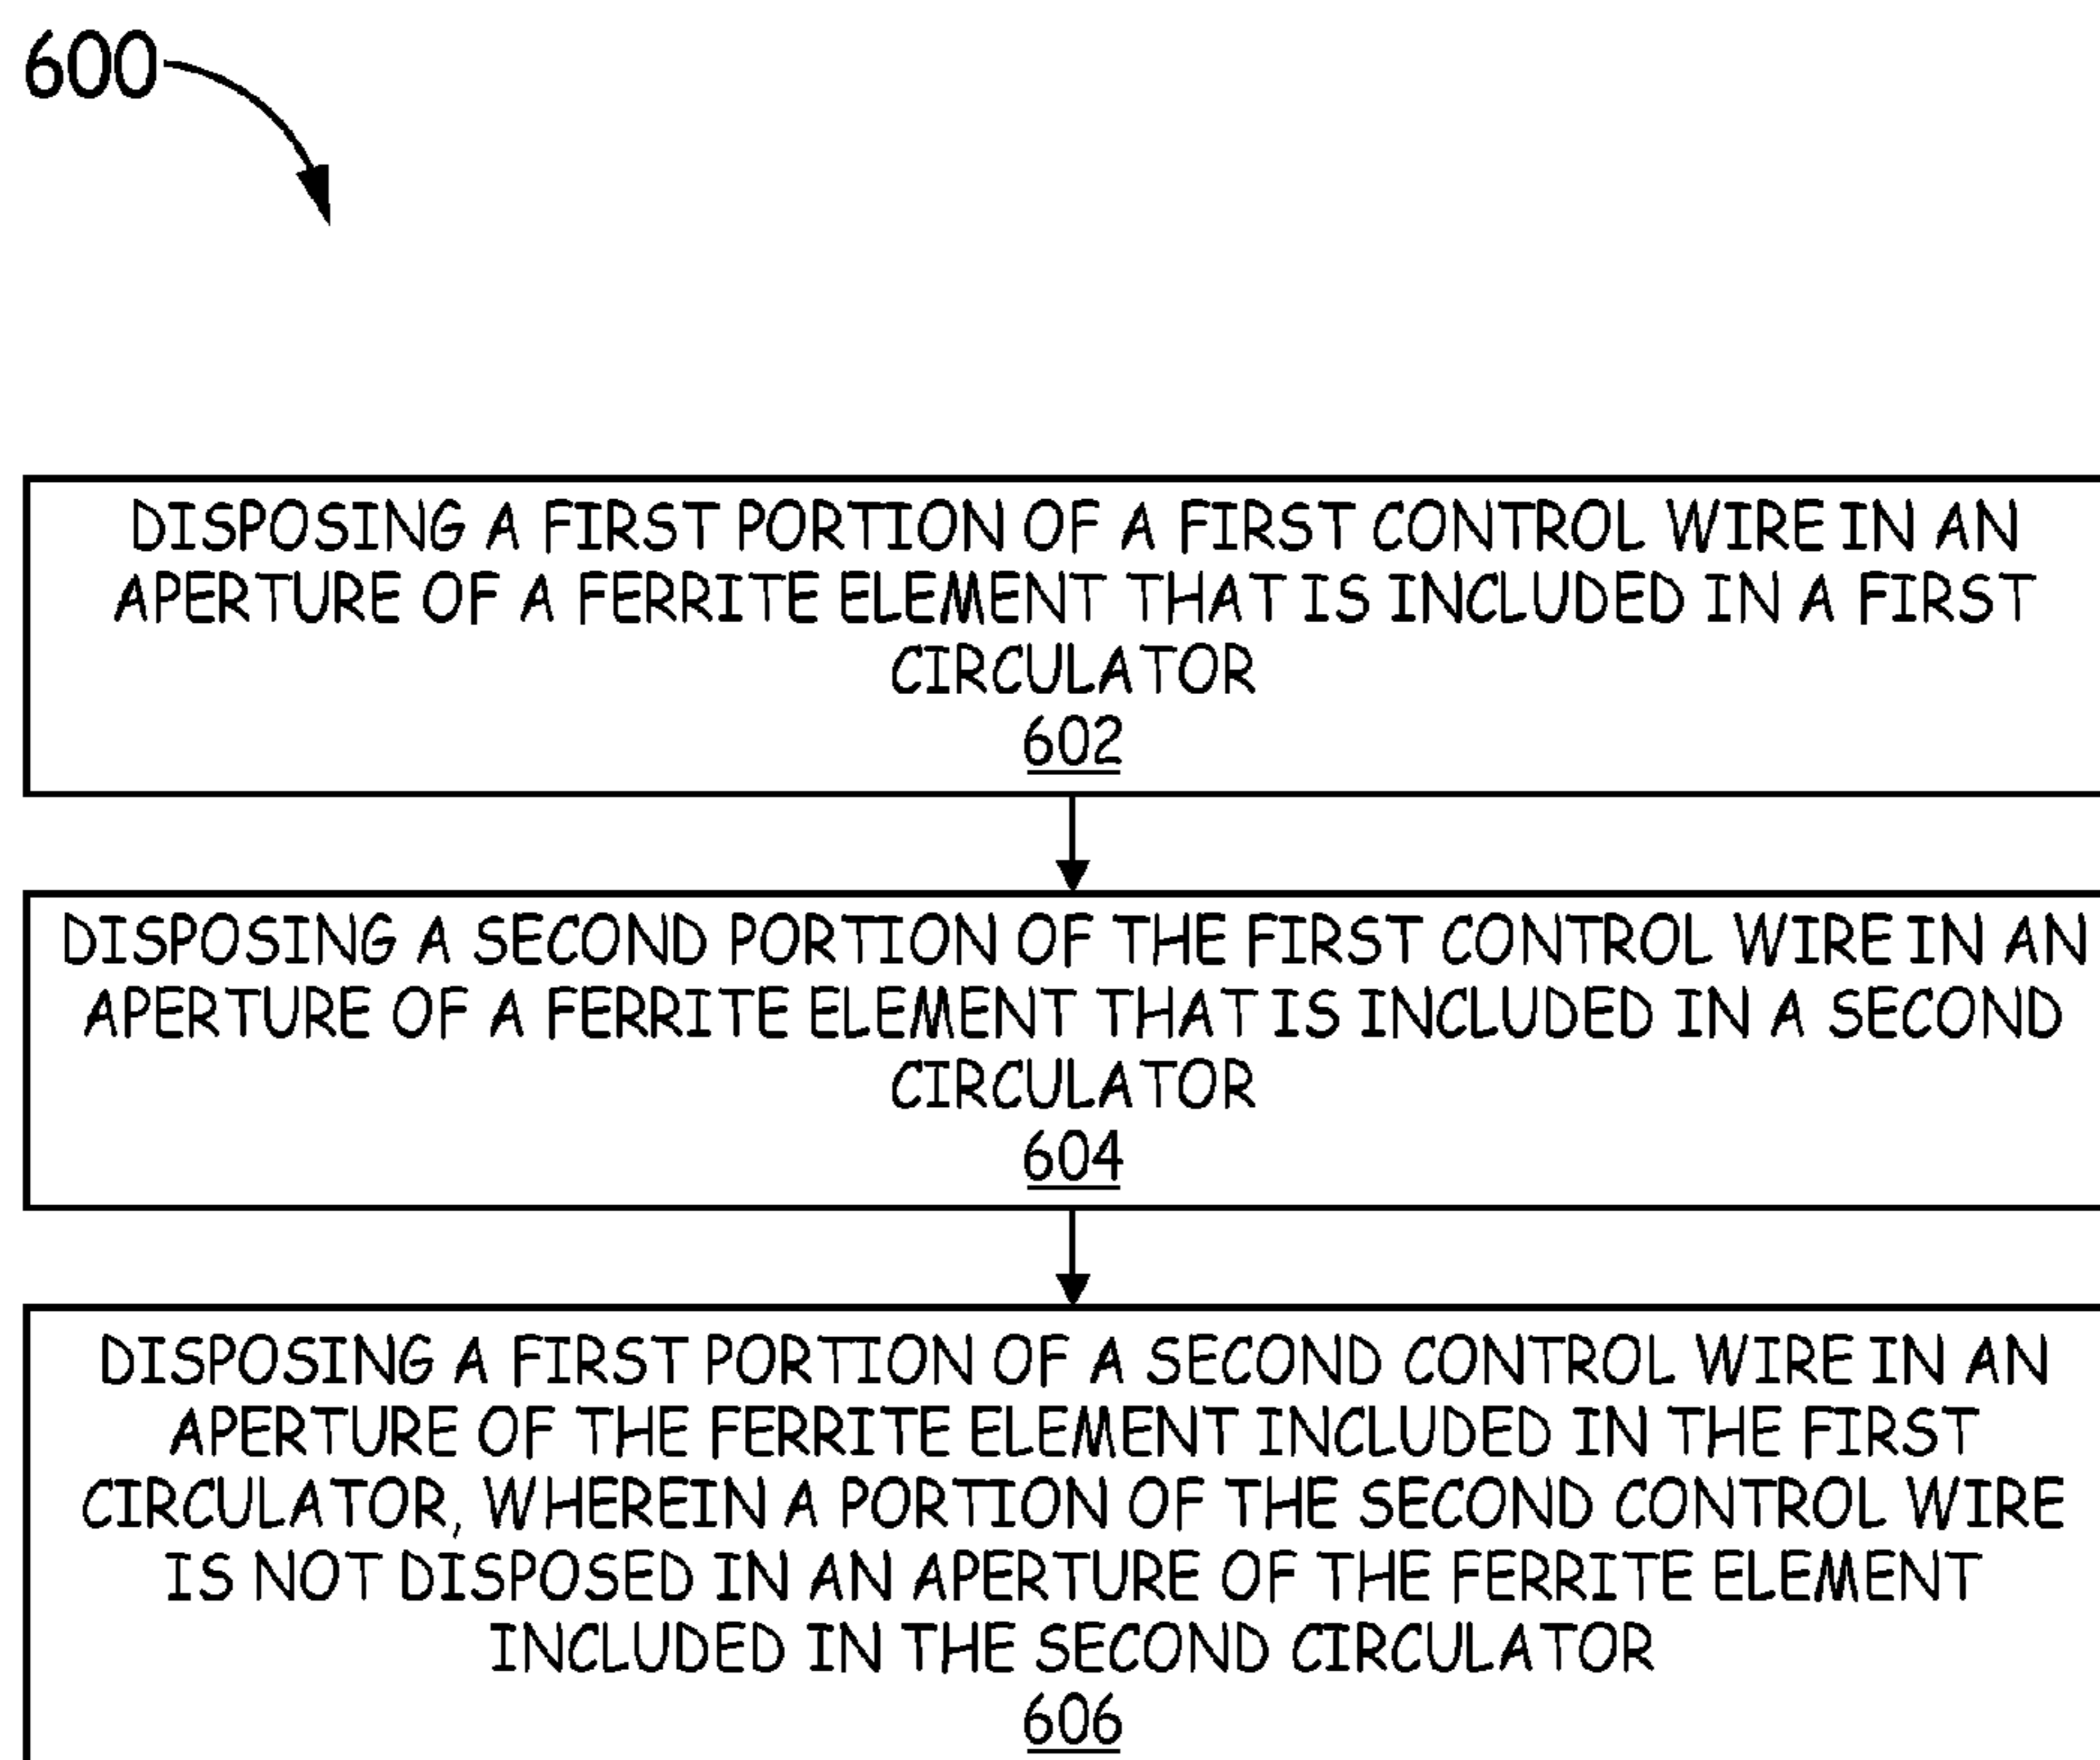 600
DISPOSING A FIRST PORTION OF A FIRST CONTROL WIRE IN AN
APERTURE OF A FERRITE ELEMENT THAT IS INCLUDED IN A FIRST
CIRCULATOR
602
DISPOSING A SECOND PORTION OF THE FIRST CONTROL WIRE IN AN
APERTURE OF A FERRITE ELEMENT THAT IS INCLUDED IN A SECOND
CIRCULATOR
604
DISPOSING A FIRST PORTION OF A SECOND CONTROL WIRE IN AN
APERTURE OF THE FERRITE ELEMENT INCLUDED IN THE FIRST
CIRCULATOR, WHEREIN A PORTION OF THE SECOND CONTROL WIRE
IS NOT DISPOSED IN AN APERTURE OF THE FERRITE ELEMENT
INCLUDED IN THE SECOND CIRCULATOR
606